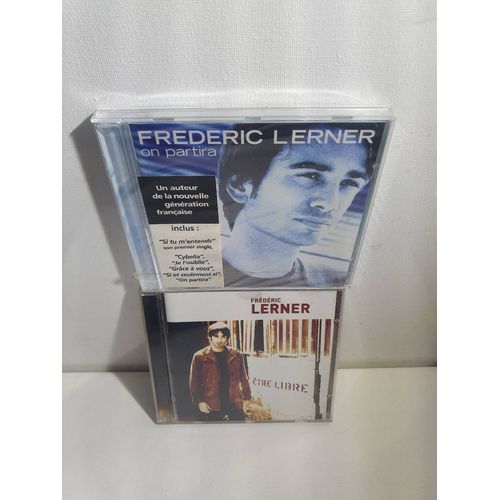 FREDERIC LERNER
on partira
Un auteur
de la nouvelle
génération
française
inclus :
"Si tu m'entends"
son premier single,
"Cybelia",
"Je t'oublie",
"Grâce à vous",
"Si et seulement si",
"On partira"
FRÉDÉRIC
LERNER
ÊTRE LIBRE